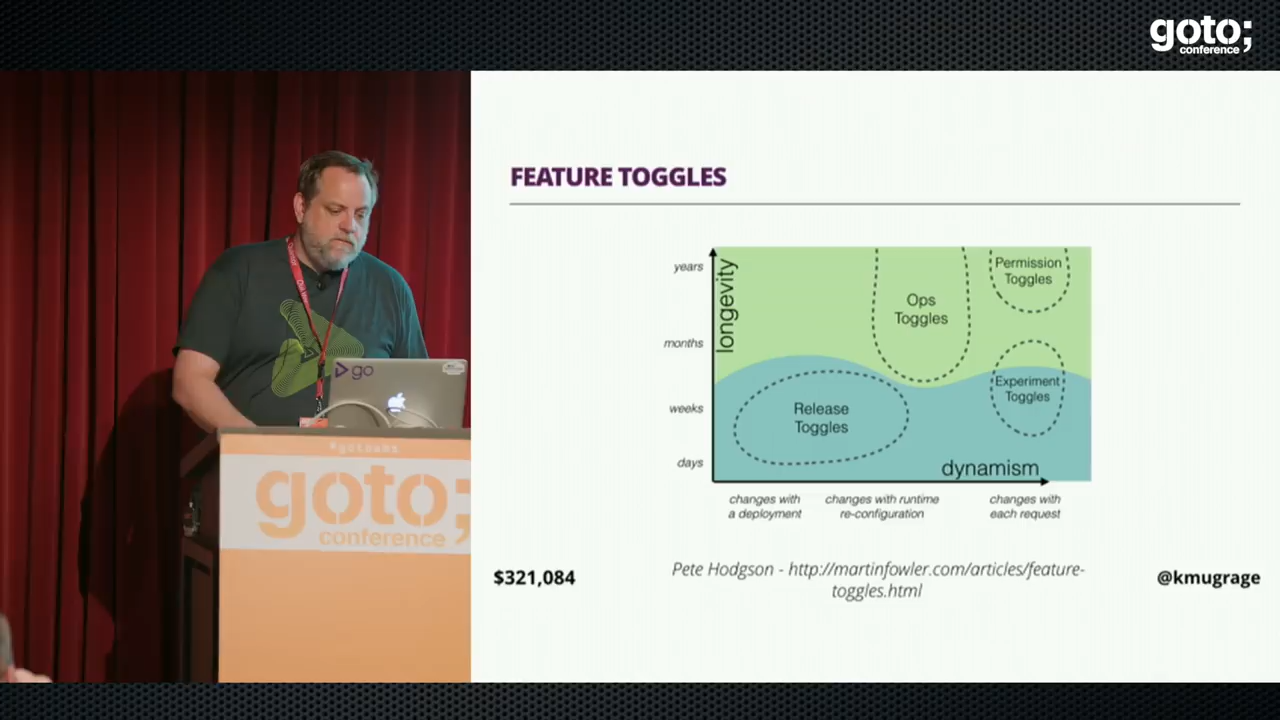 goto;
conference
FEATURE TOGGLES
years
months
weeks
days
longevity
Ops
Toggles
Permission
Toggles
Experiment
Toggles
Release
Toggles
dynamism
changes with
a deployment
changes with runtime
re-configuration
changes with
each request
$321,084
Pete Hodgson - http://martinfowler.com/articles/feature-
toggles.html
@kmugrage
go
goto;
conference